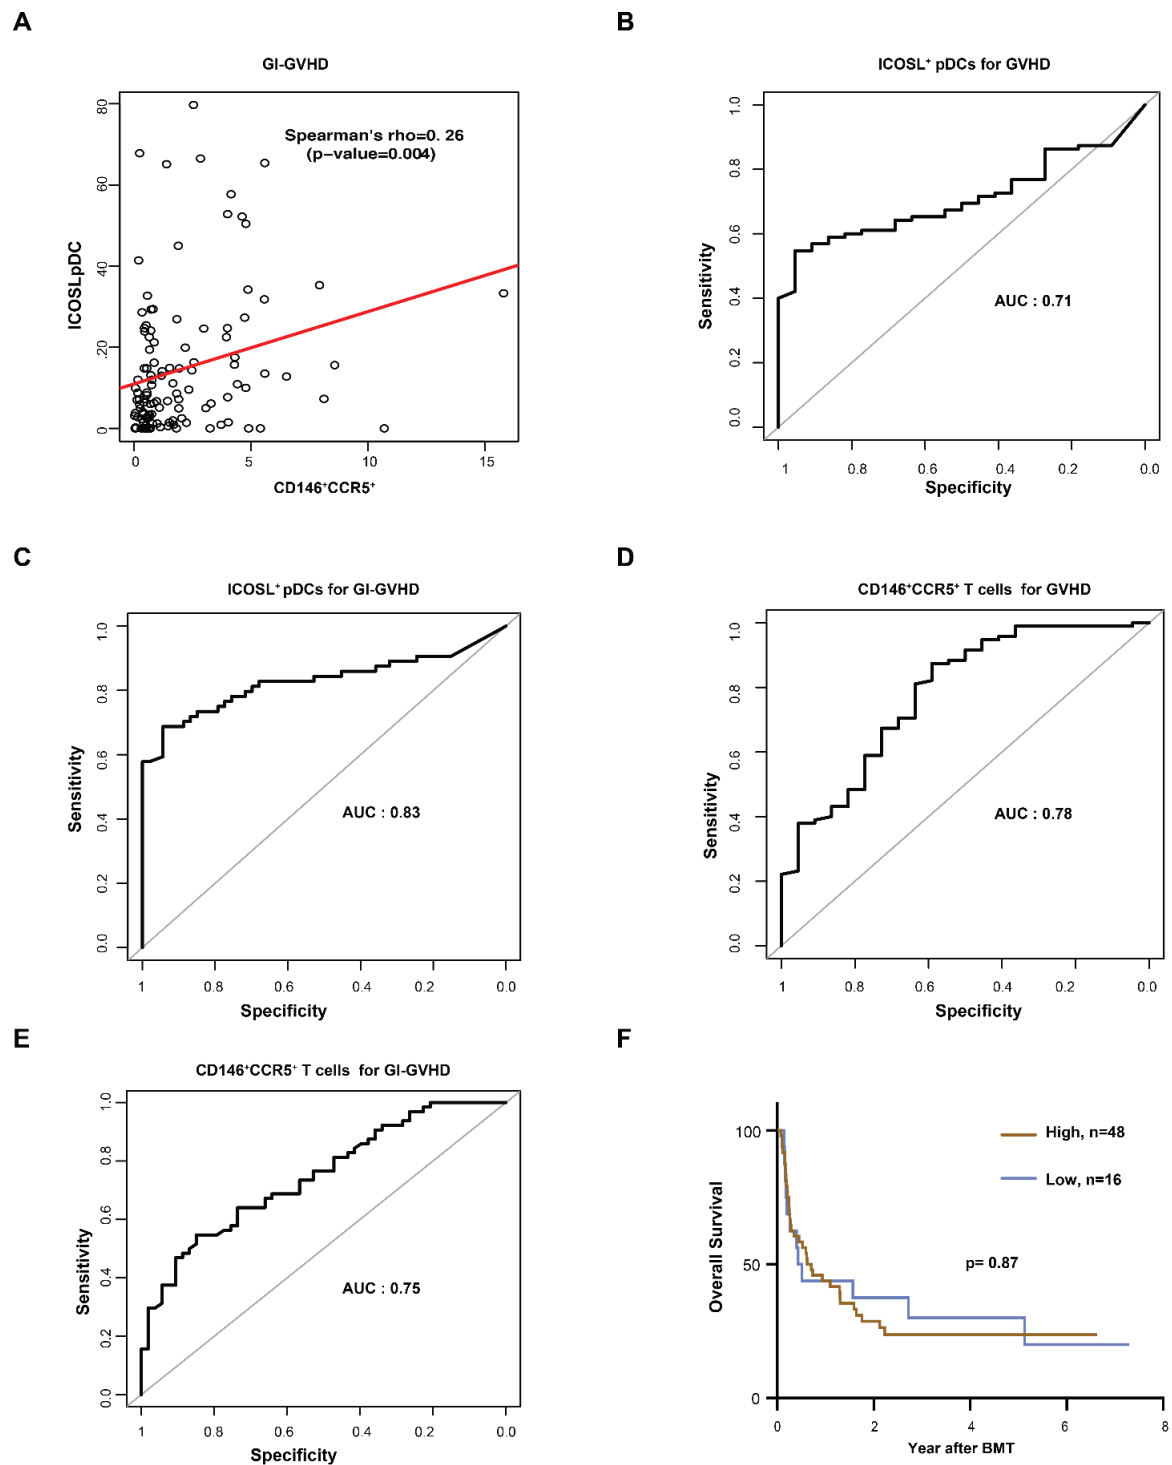 A
GI-GVHD
Spearman's rho=0. 26
(p−value=0.004)
ICOSLpDC
80
60
40
20
0
0 5 10 15
CD146⁺CCR5⁺
B
ICOSL⁺ pDCs for GVHD
Sensitivity
1.0
0.8
0.6
0.4
0.2
0.0
AUC : 0.71
1 0.8 0.6 0.4 0.2 0.0
Specificity
C
ICOSL⁺ pDCs for GI-GVHD
Sensitivity
1.0
0.8
0.6
0.4
0.2
0.0
AUC : 0.83
1 0.8 0.6 0.4 0.2 0.0
Specificity
D
CD146⁺CCR5⁺ T cells for GVHD
Sensitivity
1.0
0.8
0.6
0.4
0.2
0.0
AUC : 0.78
1 0.8 0.6 0.4 0.2 0.0
Specificity
E
CD146⁺CCR5⁺ T cells for GI-GVHD
Sensitivity
1.0
0.8
0.6
0.4
0.2
0.0
AUC : 0.75
1 0.8 0.6 0.4 0.2 0.0
Specificity
F
Overall Survival
100
50
0
High, n=48
Low, n=16
p= 0.87
0 2 4 6 8
Year after BMT